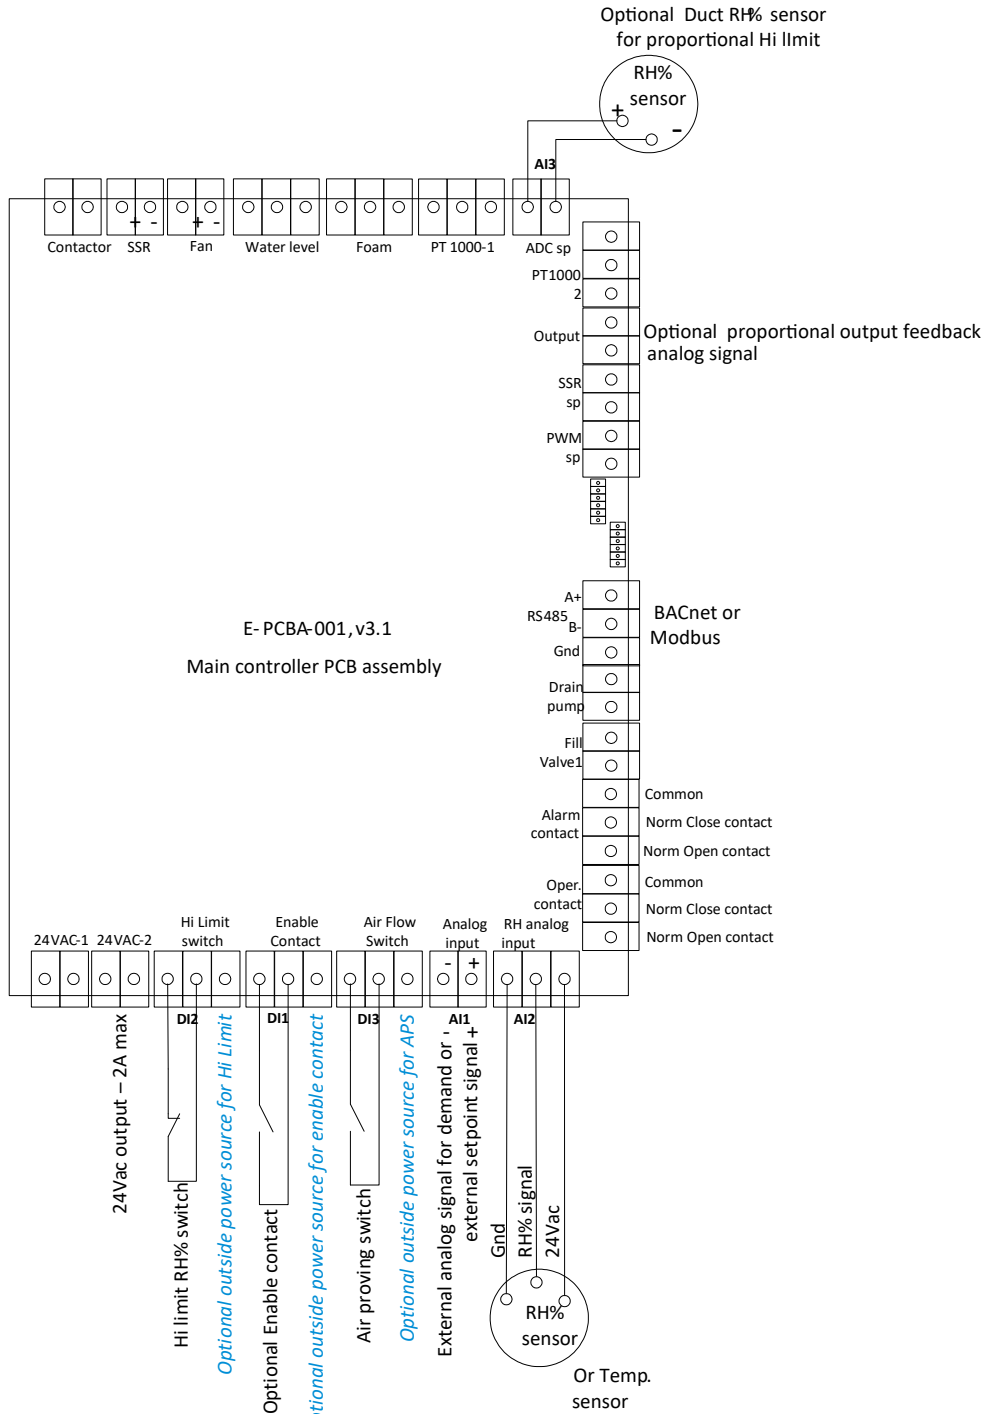 Optional Duct RH% sensor
for proportional Hi lImit
RH%
sensor
+
-
AI3
+ -
+ -
Contactor
SSR
Fan
Water level
Foam
PT 1000-1
ADC sp
PT1000
2
Output
Optional proportional output feedback
analog signal
SSR
sp
PWM
sp
A+
RS485
B-
Gnd
BACnet or
Modbus
E- PCBA-001, v3.1
Main controller PCB assembly
Drain
pump
Fill
Valve1
Alarm
contact
Common
Norm Close contact
Norm Open contact
Oper.
contact
Common
Norm Close contact
Norm Open contact
24VAC-1
24VAC-2
Hi Limit
switch
Enable
Contact
Air Flow
Switch
Analog
input
- +
RH analog
input
DI2
DI1
DI3
AI1
AI2
24Vac output – 2A max
Hi limit RH% switch
Optional outside power source for Hi Limit
Optional Enable contact
tional outside power source for enable contact
Air proving switch
Optional outside power source for APS
External analog signal for demand or -
external setpoint signal +
Gnd
RH% signal
24Vac
RH%
sensor
Or Temp.
sensor